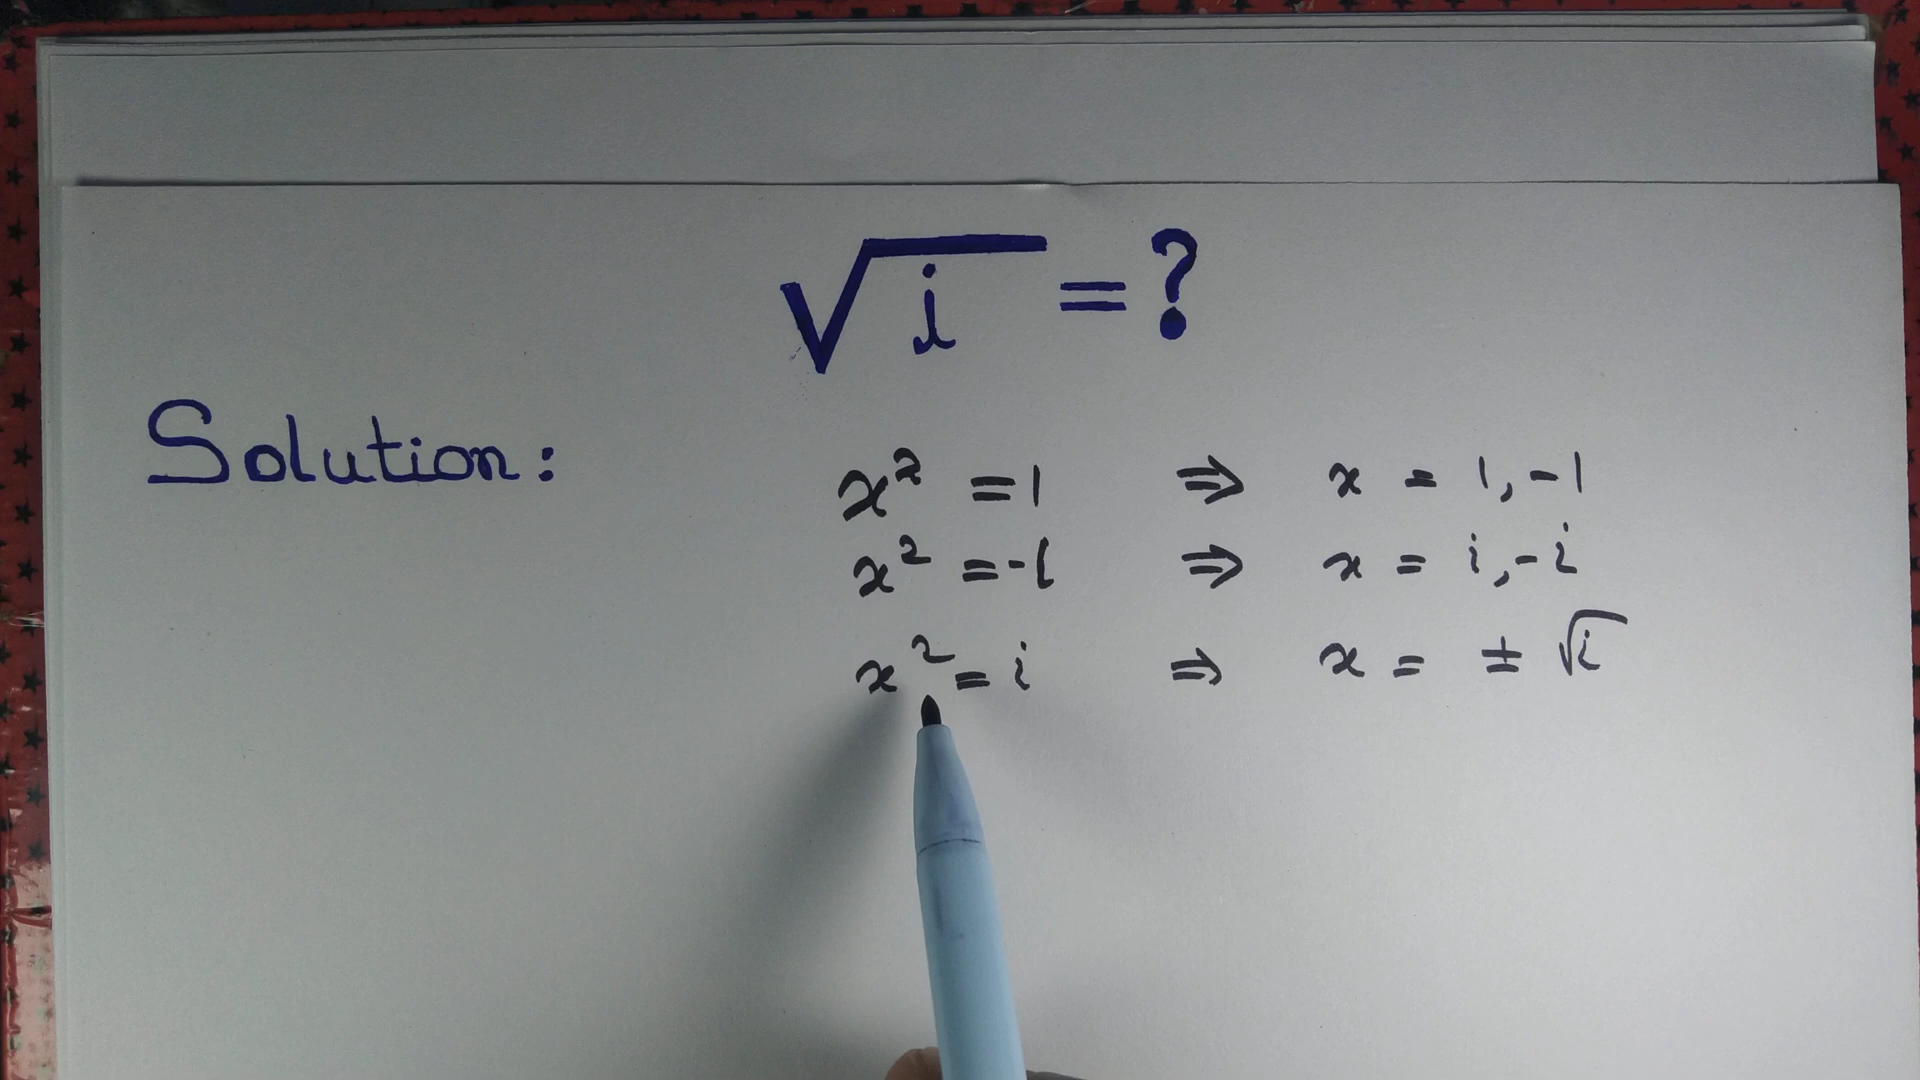 √i = ?
Solution:
x² = 1 ⇒ x = 1, -1
x² = -1 ⇒ x = i, -i
x² = i ⇒ x = ± √i